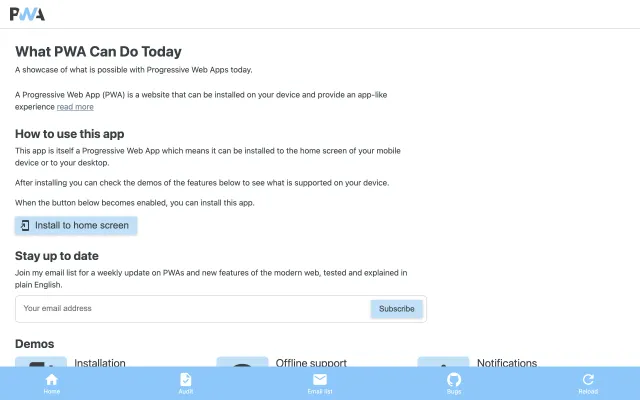 PWA
What PWA Can Do Today
A showcase of what is possible with Progressive Web Apps today.
A Progressive Web App (PWA) is a website that can be installed on your device and provide an app-like
experience read more
How to use this app
This app is itself a Progressive Web App which means it can be installed to the home screen of your mobile
device or to your desktop.
After installing you can check the demos of the features below to see what is supported on your device.
When the button below becomes enabled, you can install this app.
Install to home screen
Stay up to date
Join my email list for a weekly update on PWAs and new features of the modern web, tested and explained in
plain English.
Your email address
Subscribe
Demos
Installation
Offline support
Notifications
Home
Audit
Email list
Bugs
Reload